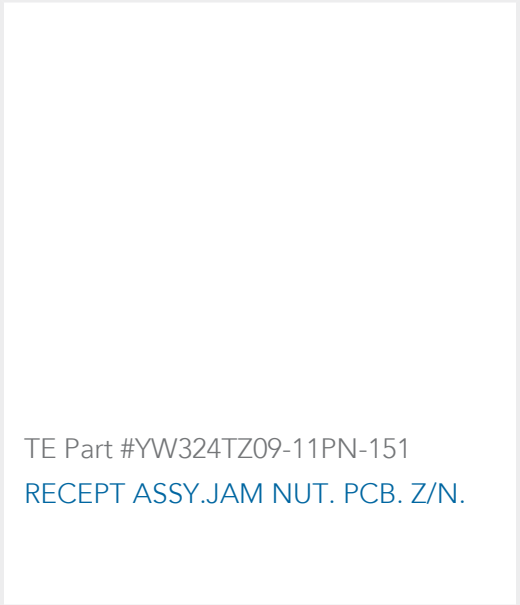 TE Part #YW324TZ09-11PN-151
RECEPT ASSY.JAM NUT. PCB. Z/N.